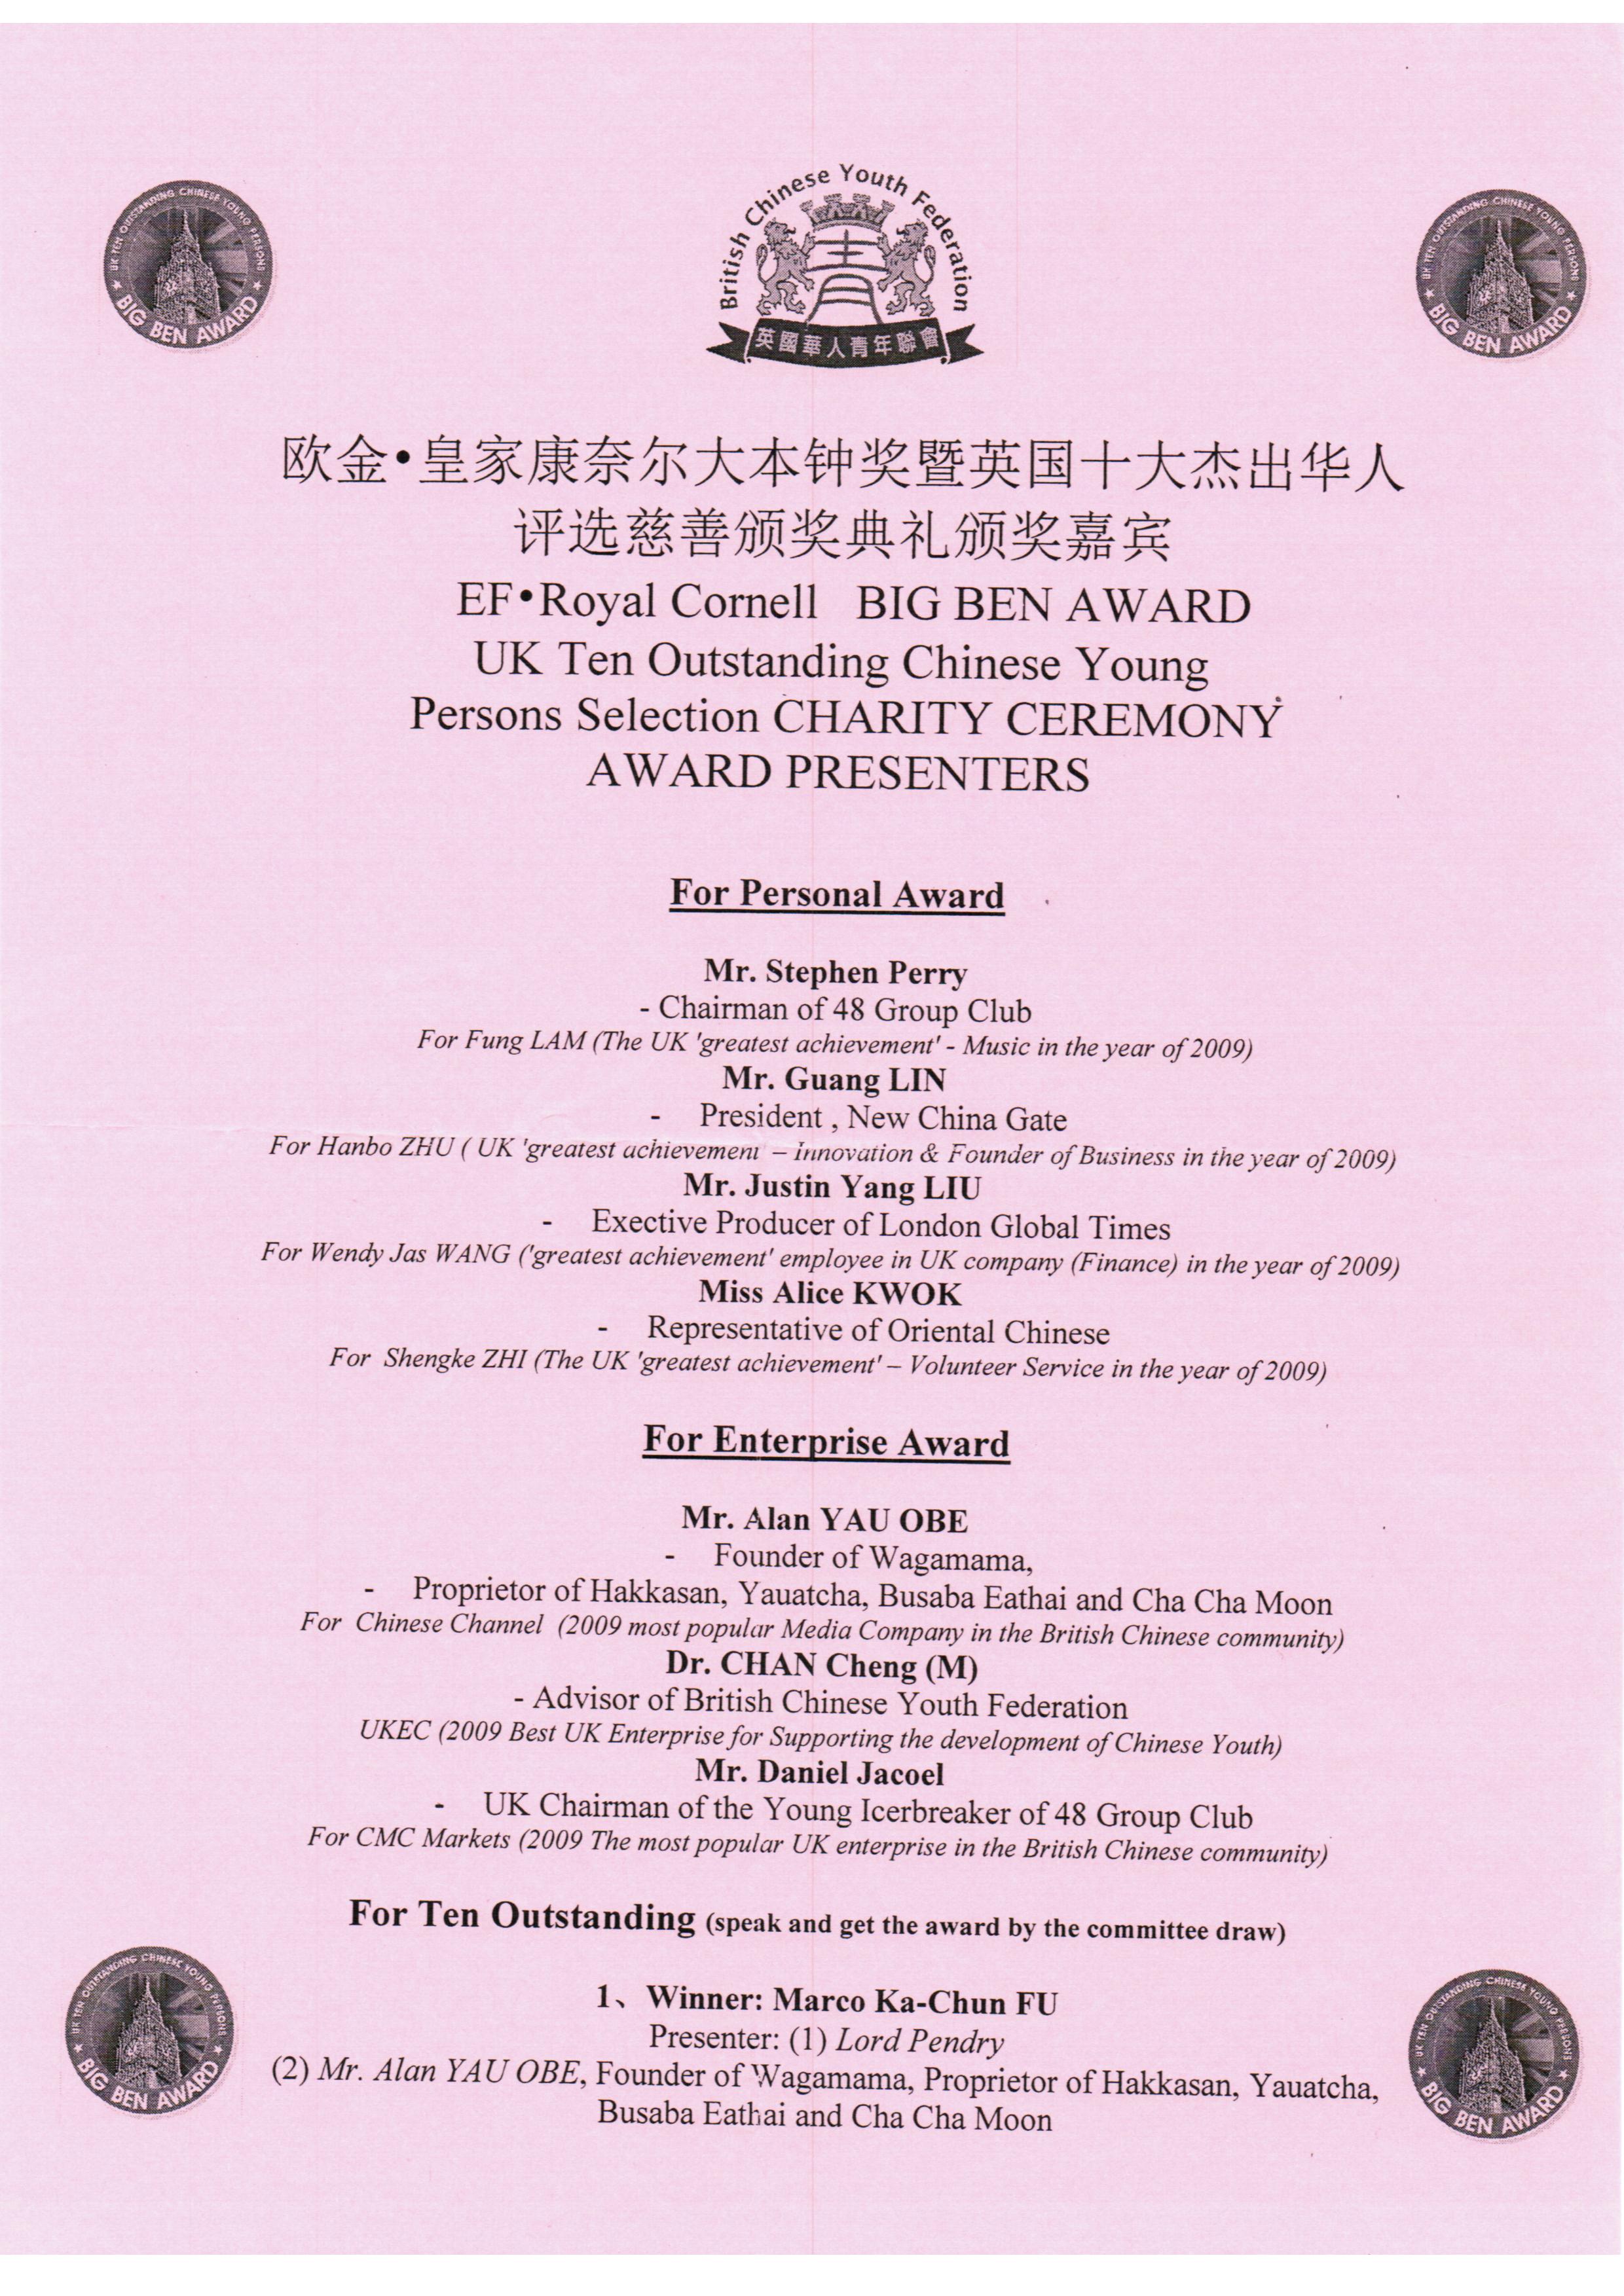 UK TEN OUTSTANDING CHINESE YOUNG PERSONS
★ BIG BEN AWARD ★
British Chinese Youth Federation
英國華人青年聯會
UK TEN OUTSTANDING CHINESE YOUNG PERSONS
★ BIG BEN AWARD ★
欧金•皇家康奈尔大本钟奖暨英国十大杰出华人
评选慈善颁奖典礼颁奖嘉宾
EF•Royal Cornell BIG BEN AWARD
UK Ten Outstanding Chinese Young
Persons Selection CHARITY CEREMONY
AWARD PRESENTERS
For Personal Award
Mr. Stephen Perry
- Chairman of 48 Group Club
For Fung LAM (The UK 'greatest achievement' - Music in the year of 2009)
Mr. Guang LIN
- President , New China Gate
For Hanbo ZHU ( UK 'greatest achievement – Innovation & Founder of Business in the year of 2009)
Mr. Justin Yang LIU
- Exective Producer of London Global Times
For Wendy Jas WANG ('greatest achievement' employee in UK company (Finance) in the year of 2009)
Miss Alice KWOK
- Representative of Oriental Chinese
For Shengke ZHI (The UK 'greatest achievement' – Volunteer Service in the year of 2009)
For Enterprise Award
Mr. Alan YAU OBE
- Founder of Wagamama,
- Proprietor of Hakkasan, Yauatcha, Busaba Eathai and Cha Cha Moon
For Chinese Channel (2009 most popular Media Company in the British Chinese community)
Dr. CHAN Cheng (M)
- Advisor of British Chinese Youth Federation
UKEC (2009 Best UK Enterprise for Supporting the development of Chinese Youth)
Mr. Daniel Jacoel
- UK Chairman of the Young Icerbreaker of 48 Group Club
For CMC Markets (2009 The most popular UK enterprise in the British Chinese community)
For Ten Outstanding (speak and get the award by the committee draw)
1、 Winner: Marco Ka-Chun FU
Presenter: (1) Lord Pendry
(2) Mr. Alan YAU OBE, Founder of Wagamama, Proprietor of Hakkasan, Yauatcha,
Busaba Eathai and Cha Cha Moon
UK TEN OUTSTANDING CHINESE YOUNG PERSONS
★ BIG BEN AWARD ★
UK TEN OUTSTANDING CHINESE YOUNG PERSONS
★ BIG BEN AWARD ★